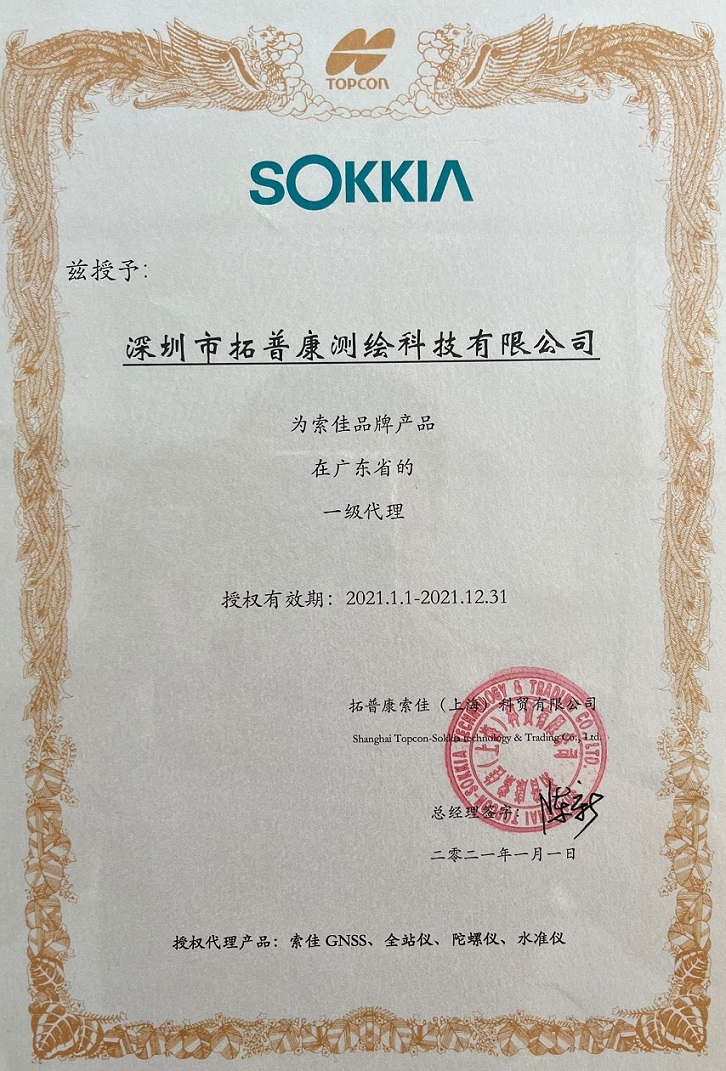 TOPCON
SOKKIA
兹授予：
深圳市拓普康测绘科技有限公司
为索佳品牌产品
在广东省的
一级代理
授权有效期：2021.1.1-2021.12.31
拓普康索佳（上海）科贸有限公司
Shanghai Topcon-Sokkia Technology & Trading Co., Ltd.
总经理签字：
二零二一年一月一日
授权代理产品：索佳 GNSS、全站仪、陀螺仪、水准仪